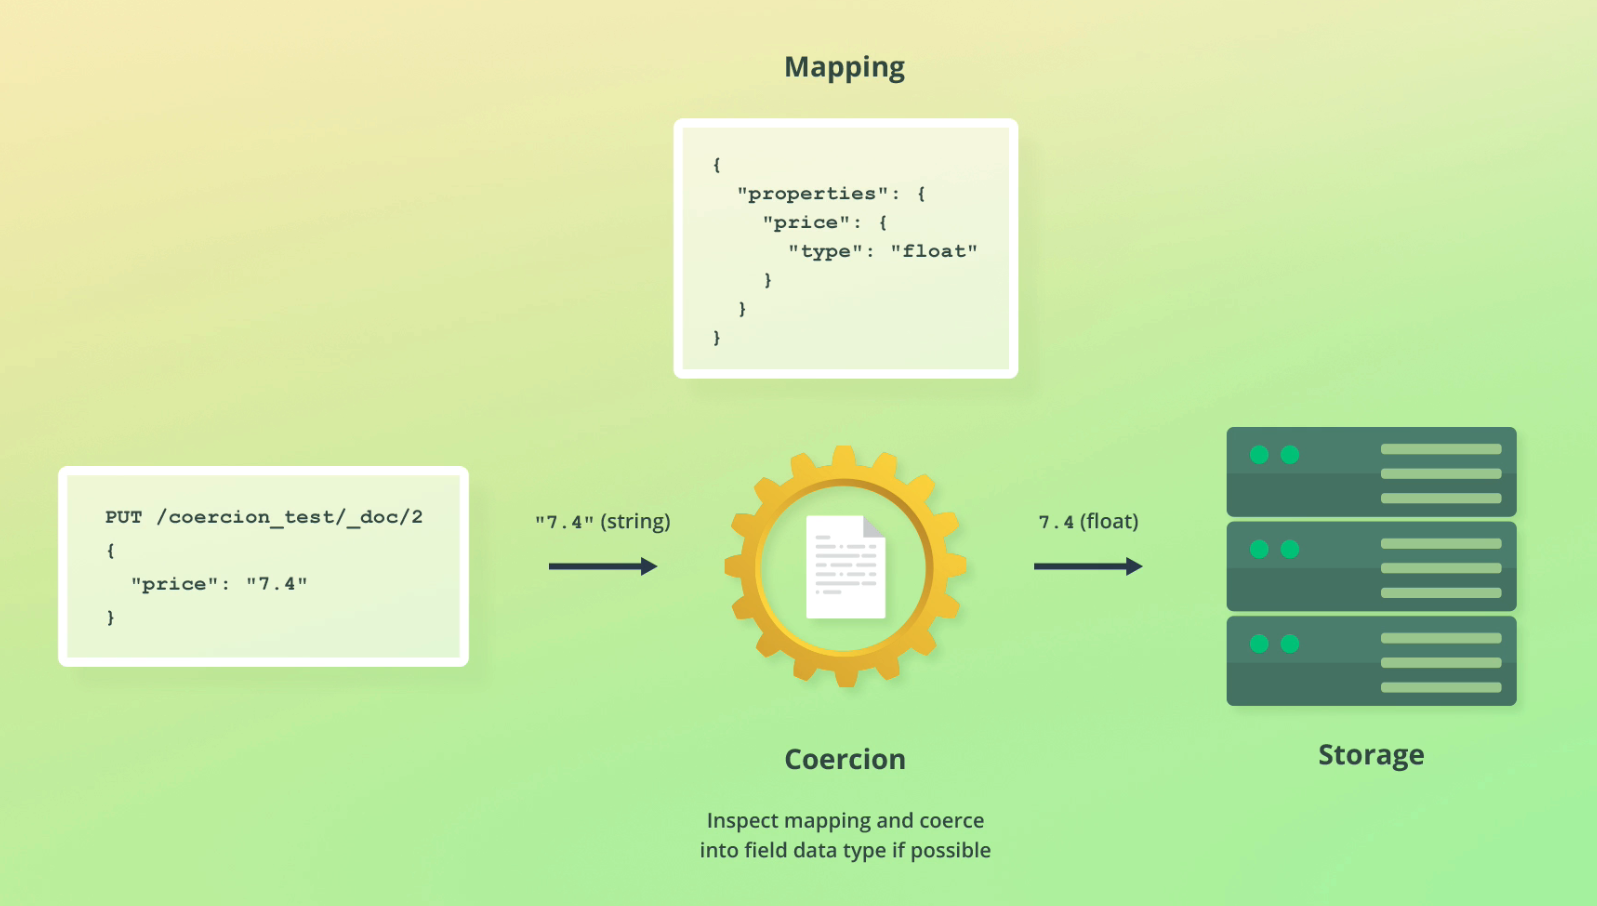 Mapping
{
  "properties": {
    "price": {
      "type": "float"
    }
  }
}
PUT /coercion_test/_doc/2
{
  "price": "7.4"
}
"7.4" (string)
7.4 (float)
Coercion
Inspect mapping and coerce
into field data type if possible
Storage